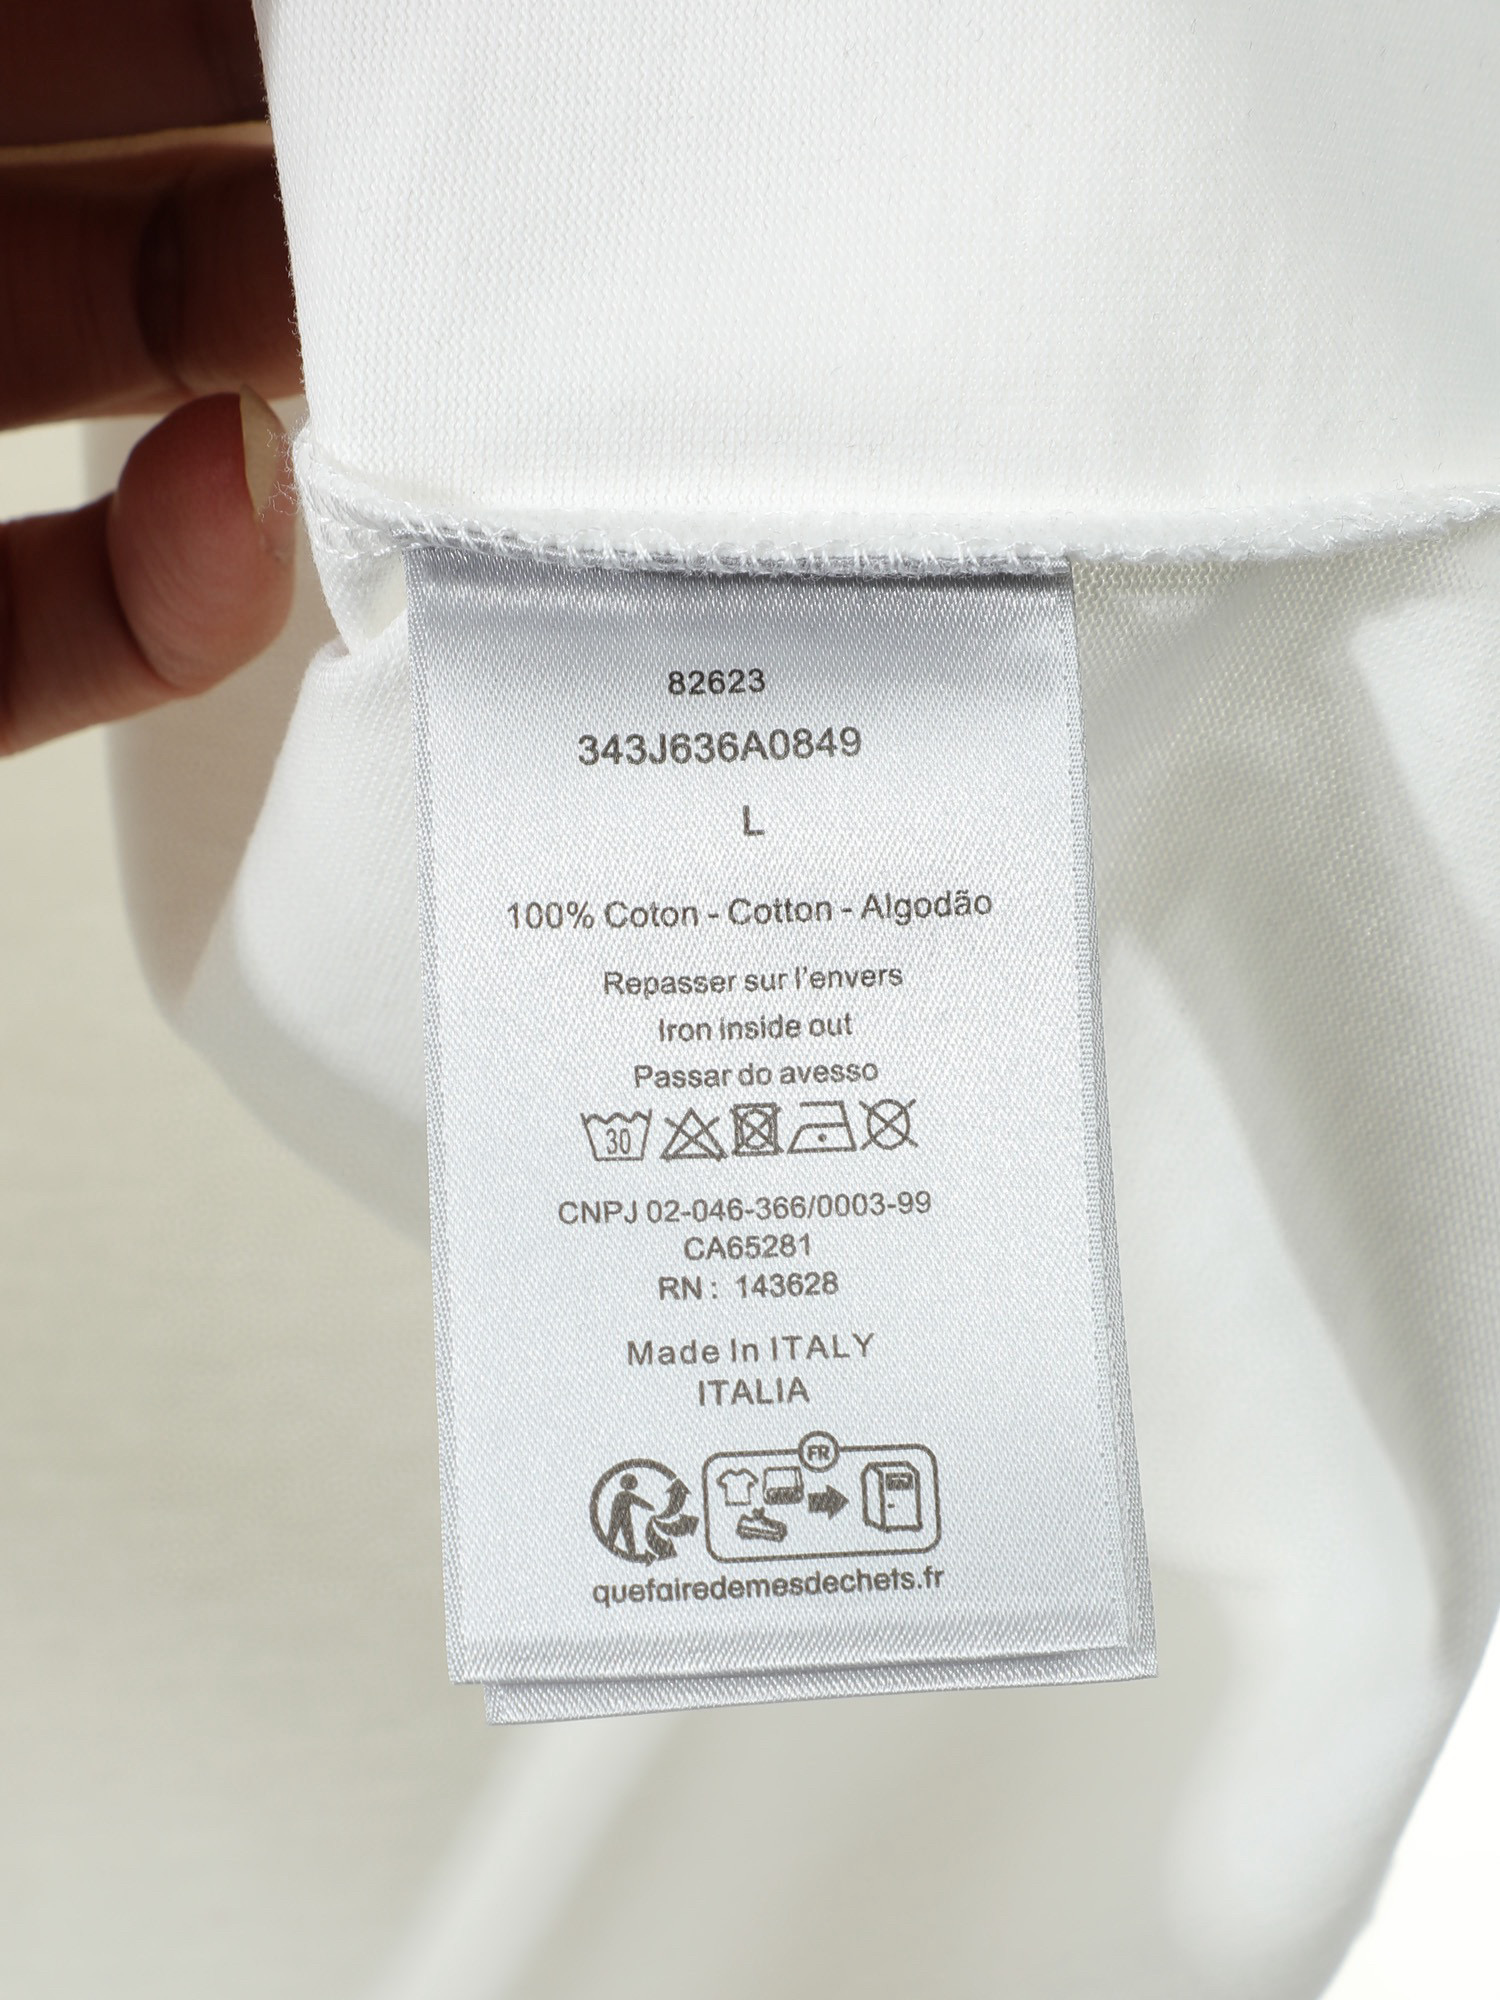 82623
343J636A0849
L
100% Coton - Cotton - Algodão
Repasser sur l'envers
Iron inside out
Passar do avesso
30
CNPJ 02-046-366/0003-99
CA65281
RN : 143628
Made In ITALY
ITALIA
FR
quefairedemesdechets.fr